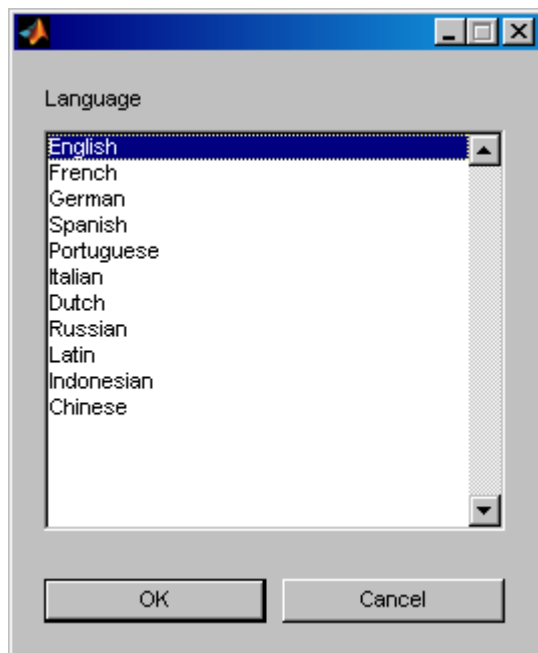 Language
English
French
German
Spanish
Portuguese
Italian
Dutch
Russian
Latin
Indonesian
Chinese
OK
Cancel